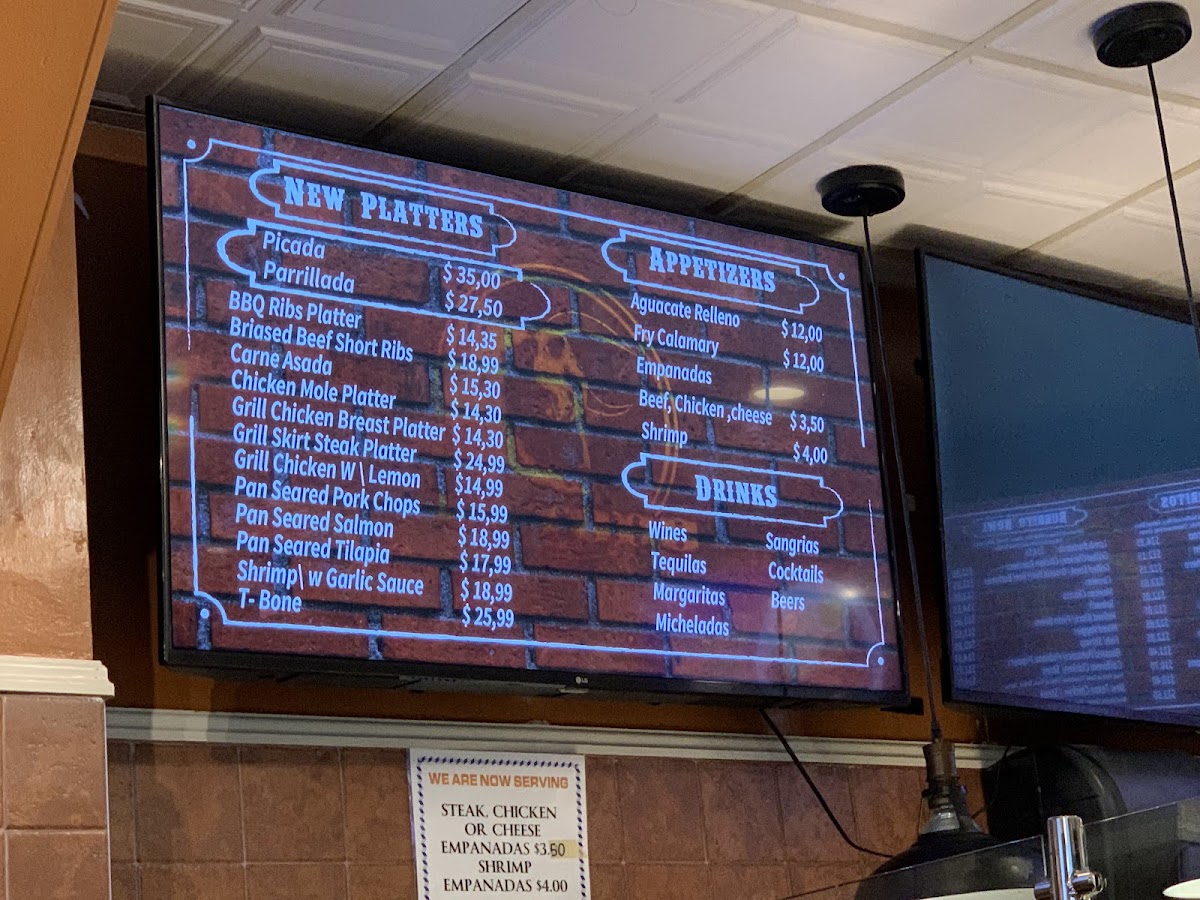 NEW PLATTERS
Picada $ 35,00
Parrillada $ 27,50
BBQ Ribs Platter $ 14,35
Briased Beef Short Ribs $ 18,99
Carne Asada $ 15,30
Chicken Mole Platter $ 14,30
Grill Chicken Breast Platter $ 14,30
Grill Skirt Steak Platter $ 24,99
Grill Chicken W \ Lemon $14,99
Pan Seared Pork Chops $ 15,99
Pan Seared Salmon $ 18,99
Pan Seared Tilapia $ 17,99
Shrimp\ w Garlic Sauce $ 18,99
T- Bone $ 25,99
APPETIZERS
Aguacate Relleno $ 12,00
Fry Calamary $ 12,00
Empanadas
Beef, Chicken ,cheese $ 3,50
Shrimp $ 4,00
DRINKS
Wines Sangrias
Tequilas Cocktails
Margaritas Beers
Micheladas
LG
WE ARE NOW SERVING
STEAK, CHICKEN
OR CHEESE
EMPANADAS $3.50
SHRIMP
EMPANADAS $4.00